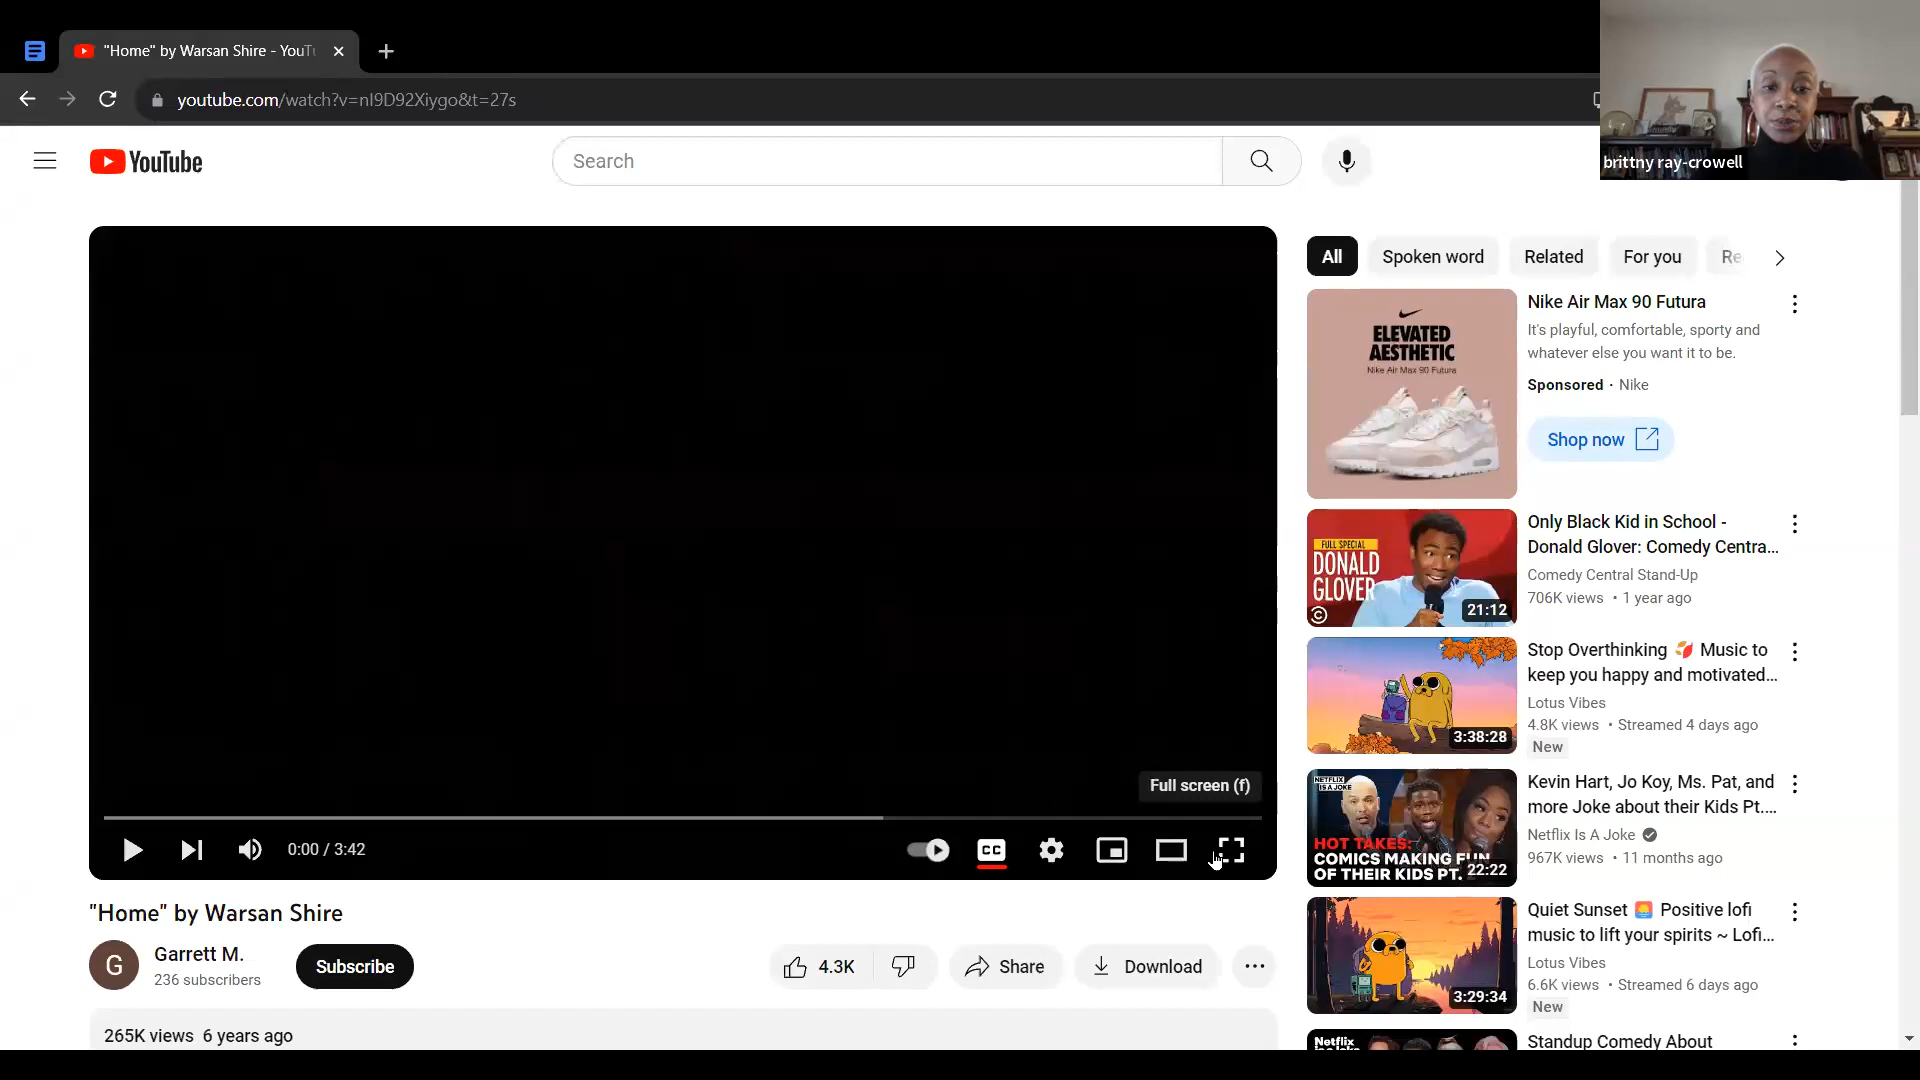 "Home" by Warsan Shire - YouTu
youtube.com/watch?v=nI9D92Xiygo&t=27s
brittny ray-crowell
YouTube
Search
All
Spoken word
Related
For you
Re
ELEVATED
AESTHETIC
Nike Air Max 90 Futura
Nike Air Max 90 Futura
It's playful, comfortable, sporty and
whatever else you want it to be.
Sponsored · Nike
Shop now
FULL SPECIAL
DONALD
GLOVER
21:12
Only Black Kid in School -
Donald Glover: Comedy Centra...
Comedy Central Stand-Up
706K views • 1 year ago
3:38:28
Stop Overthinking 🍂 Music to
keep you happy and motivated...
Lotus Vibes
4.8K views • Streamed 4 days ago
New
NETFLIX
IS A JOKE
HOT TAKES:
COMICS MAKING FUN
OF THEIR KIDS PT.
22:22
Kevin Hart, Jo Koy, Ms. Pat, and
more Joke about their Kids Pt....
Netflix Is A Joke
967K views • 11 months ago
3:29:34
Quiet Sunset 🌅 Positive lofi
music to lift your spirits ~ Lofi...
Lotus Vibes
6.6K views • Streamed 6 days ago
New
Netflix
Standup Comedy About
Full screen (f)
0:00 / 3:42
CC
"Home" by Warsan Shire
G
Garrett M.
236 subscribers
Subscribe
4.3K
Share
Download
265K views 6 years ago